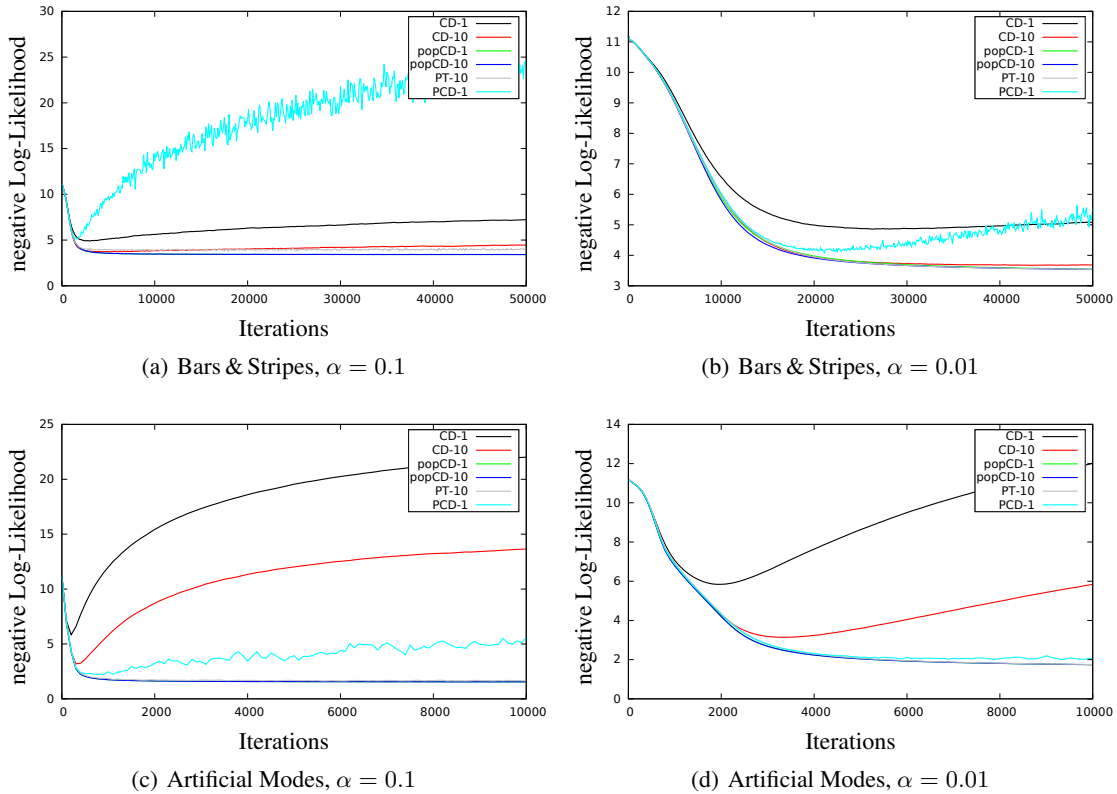 30
25
20
15
10
5
0
0
10000
20000
30000
40000
50000
negative Log-Likelihood
Iterations
CD-1
CD-10
popCD-1
popCD-10
PT-10
PCD-1
(a) Bars & Stripes, α = 0.1
12
11
10
9
8
7
6
5
4
3
0
10000
20000
30000
40000
50000
negative Log-Likelihood
Iterations
CD-1
CD-10
popCD-1
popCD-10
PT-10
PCD-1
(b) Bars & Stripes, α = 0.01
25
20
15
10
5
0
0
2000
4000
6000
8000
10000
negative Log-Likelihood
Iterations
CD-1
CD-10
popCD-1
popCD-10
PT-10
PCD-1
(c) Artificial Modes, α = 0.1
14
12
10
8
6
4
2
0
0
2000
4000
6000
8000
10000
negative Log-Likelihood
Iterations
CD-1
CD-10
popCD-1
popCD-10
PT-10
PCD-1
(d) Artificial Modes, α = 0.01